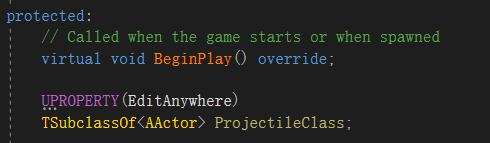 protected:
// Called when the game starts or when spawned
virtual void BeginPlay() override;
UPROPERTY(EditAnywhere)
TSubclassOf<AActor> ProjectileClass;